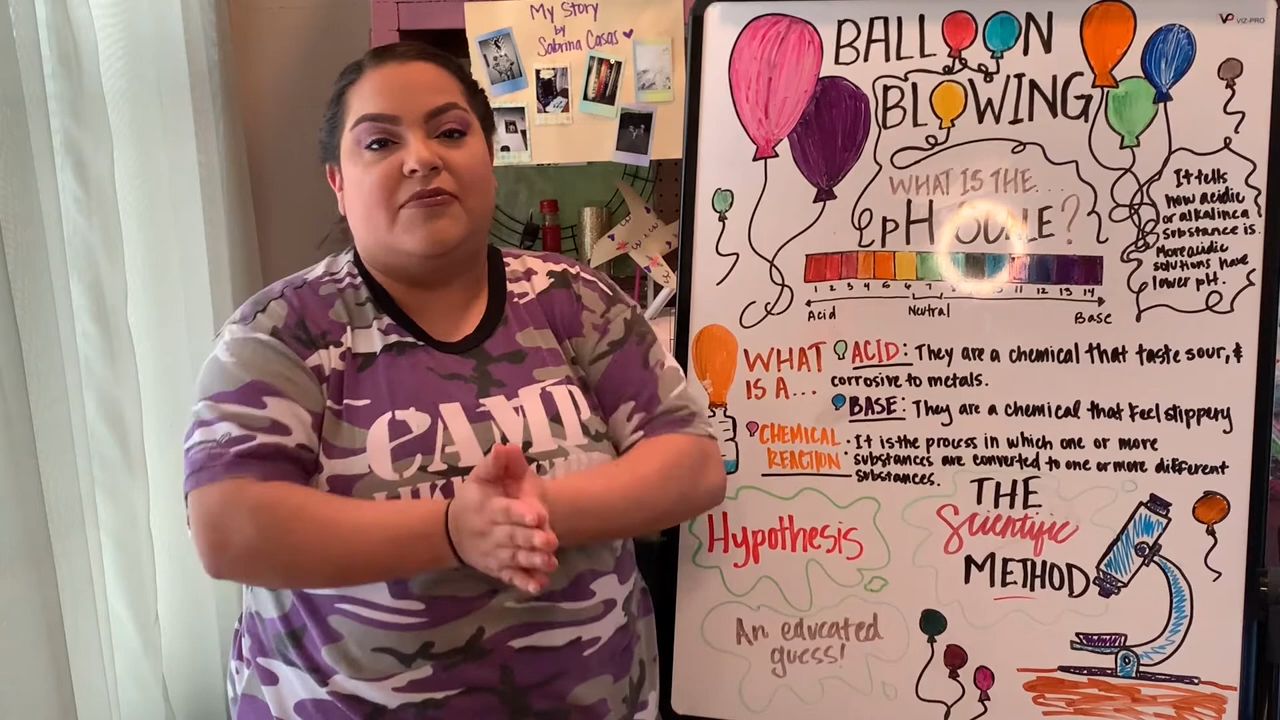 My Story
by
Sabrina Casas
CAMP
VIZ-PRO
BALLOON
BLOWING
WHAT IS THE...
pH SCALE?
1 2 3 4 5 6 7 11 12 13 14
Acid Neutral Base
It tells
how acidic
or alkaline a
substance is.
More acidic
solutions have
lower pH.
WHAT
IS A...
ACID: They are a chemical that taste sour, &
corrosive to metals.
BASE: They are a chemical that feel slippery
CHEMICAL
REACTION
• It is the process in which one or more
substances are converted to one or more different
substances.
Hypothesis
An educated
guess!
THE
Scientific
METHOD